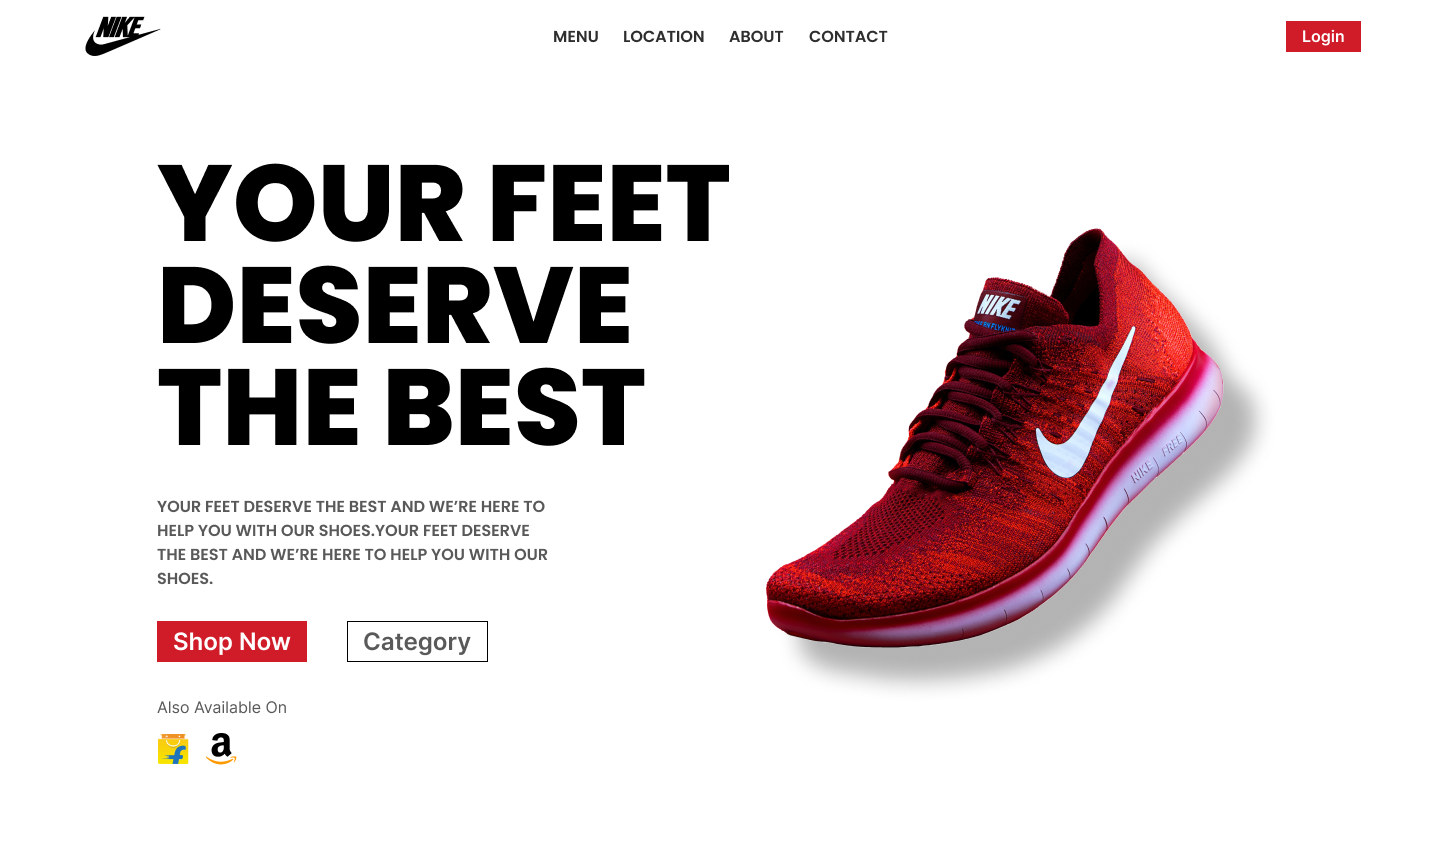 NIKE
MENU LOCATION ABOUT CONTACT
Login
YOUR FEET
DESERVE
THE BEST
NIKE
NIKE FREE
YOUR FEET DESERVE THE BEST AND WE’RE HERE TO
HELP YOU WITH OUR SHOES.YOUR FEET DESERVE
THE BEST AND WE’RE HERE TO HELP YOU WITH OUR
SHOES.
Shop Now Category
Also Available On